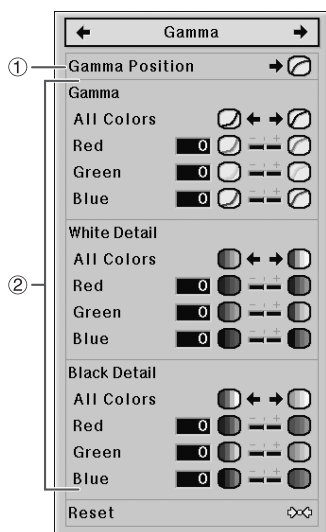 Gamma
① Gamma Position
② Gamma
All Colors
Red 0
Green 0
Blue 0
White Detail
All Colors
Red 0
Green 0
Blue 0
Black Detail
All Colors
Red 0
Green 0
Blue 0
Reset